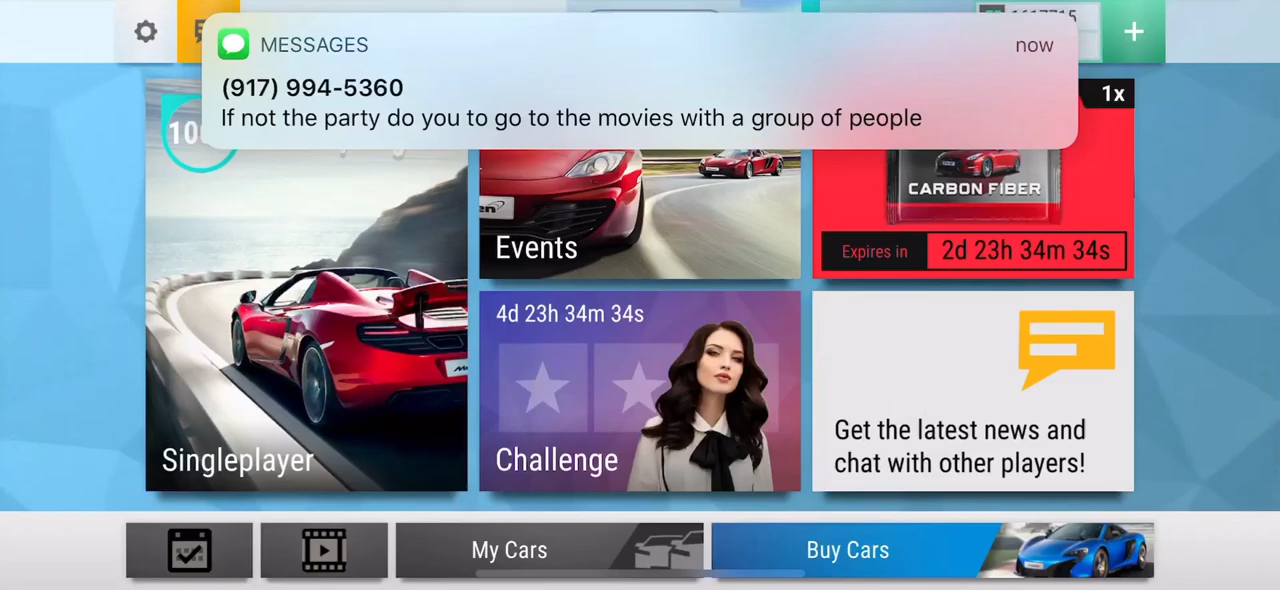 MESSAGES
now
(917) 994-5360
If not the party do you to go to the movies with a group of people
1x
CARBON FIBER
Events
Expires in
2d 23h 34m 34s
4d 23h 34m 34s
Singleplayer
Challenge
Get the latest news and
chat with other players!
My Cars
Buy Cars